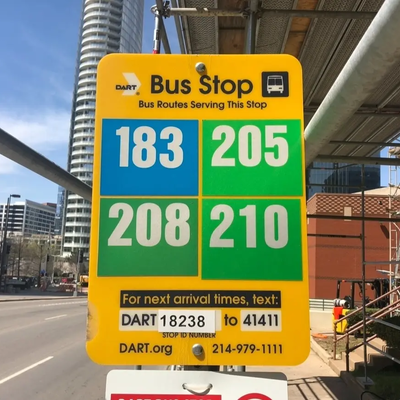 DART
Bus Stop
Bus Routes Serving This Stop
183 205
208 210
For next arrival times, text:
DART 18238 to 41411
STOP ID NUMBER
DART.org 214-979-1111